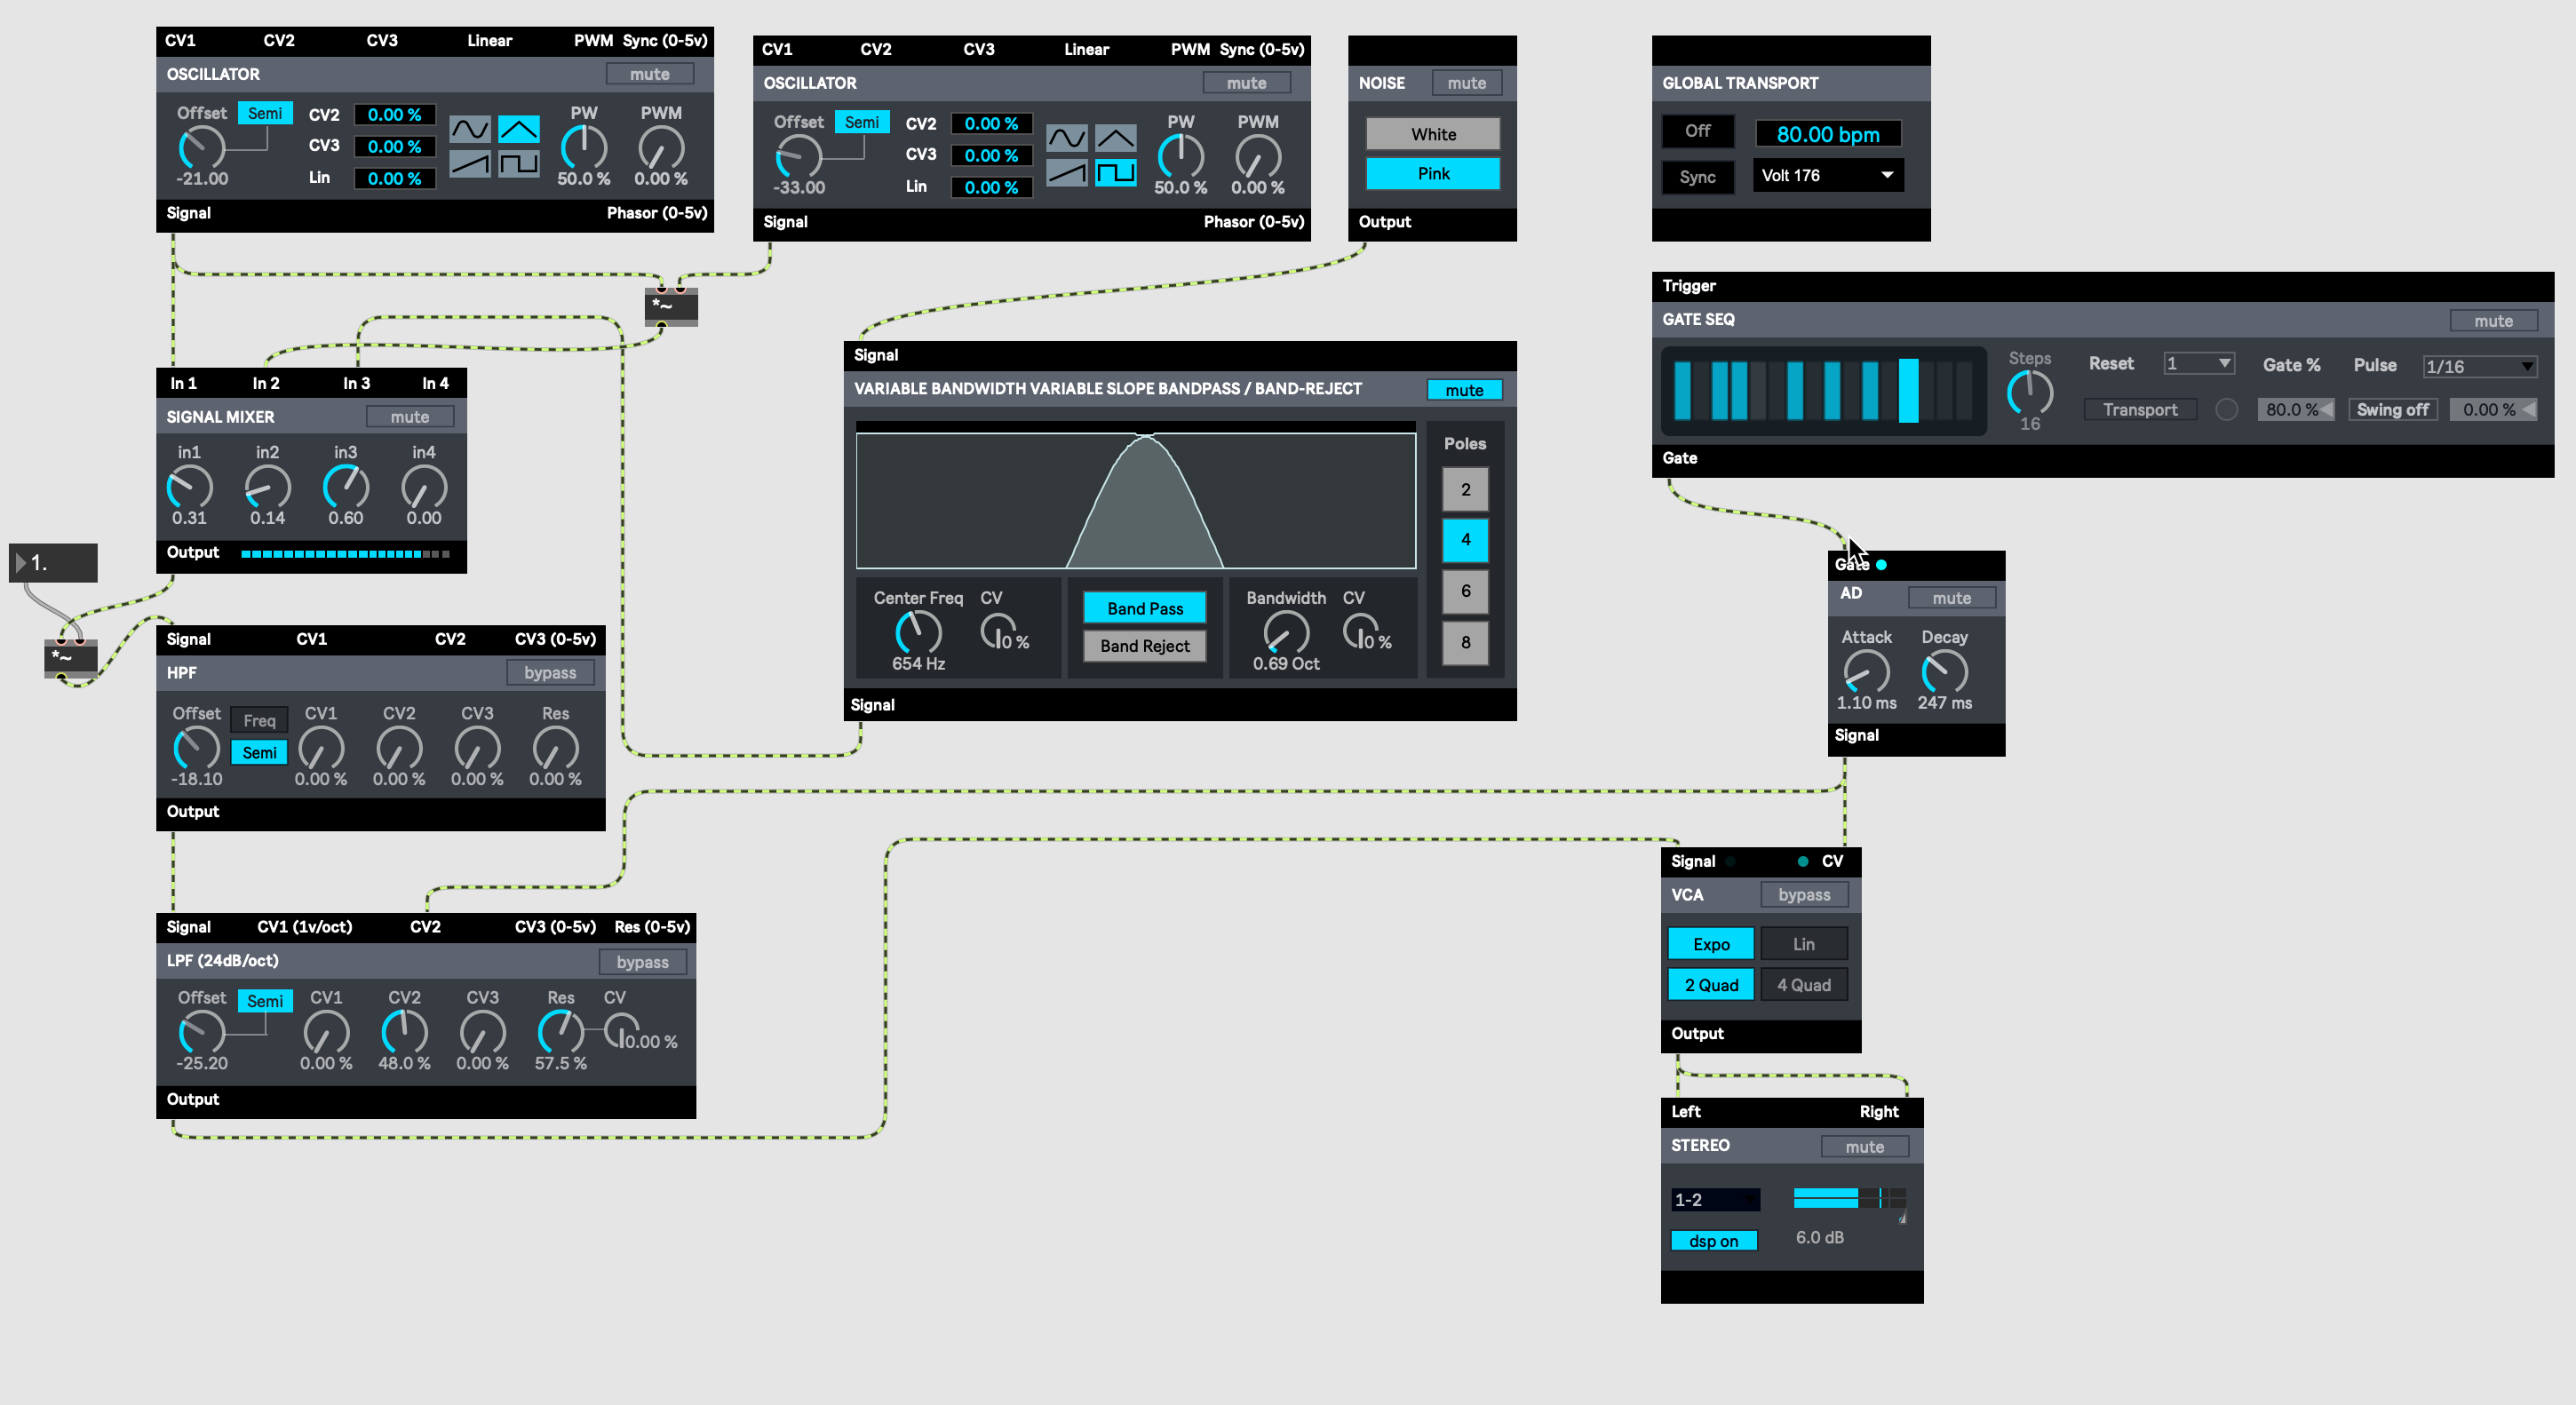 CV1 CV2 CV3 Linear PWM Sync (0-5v)
OSCILLATOR mute
Offset Semi CV2 0.00 % PW PWM
CV3 0.00 %
-21.00 Lin 0.00 % 50.0 % 0.00 %
Signal Phasor (0-5v)
CV1 CV2 CV3 Linear PWM Sync (0-5v)
OSCILLATOR mute
Offset Semi CV2 0.00 % PW PWM
CV3 0.00 %
-33.00 Lin 0.00 % 50.0 % 0.00 %
Signal Phasor (0-5v)
NOISE mute
White
Pink
Output
GLOBAL TRANSPORT
Off 80.00 bpm
Sync Volt 176
*~
Trigger
GATE SEQ mute
Steps Reset 1 Gate % Pulse 1/16
16 Transport 80.0 % Swing off 0.00 %
Gate
In 1 In 2 In 3 In 4
SIGNAL MIXER mute
in1 in2 in3 in4
0.31 0.14 0.60 0.00
Output
Signal
VARIABLE BANDWIDTH VARIABLE SLOPE BANDPASS / BAND-REJECT mute
Poles
2
4
6
8
Center Freq CV Band Pass Bandwidth CV
0 % Band Reject 0 %
654 Hz 0.69 Oct
Signal
1.
*~
Signal CV1 CV2 CV3 (0-5v)
HPF bypass
Offset Freq CV1 CV2 CV3 Res
Semi
-18.10 0.00 % 0.00 % 0.00 % 0.00 %
Output
Gate
AD mute
Attack Decay
1.10 ms 247 ms
Signal
Signal CV1 (1v/oct) CV2 CV3 (0-5v) Res (0-5v)
LPF (24dB/oct) bypass
Offset Semi CV1 CV2 CV3 Res CV
0.00 %
-25.20 0.00 % 48.0 % 0.00 % 57.5 %
Output
Signal CV
VCA bypass
Expo Lin
2 Quad 4 Quad
Output
Left Right
STEREO mute
1-2
dsp on 6.0 dB